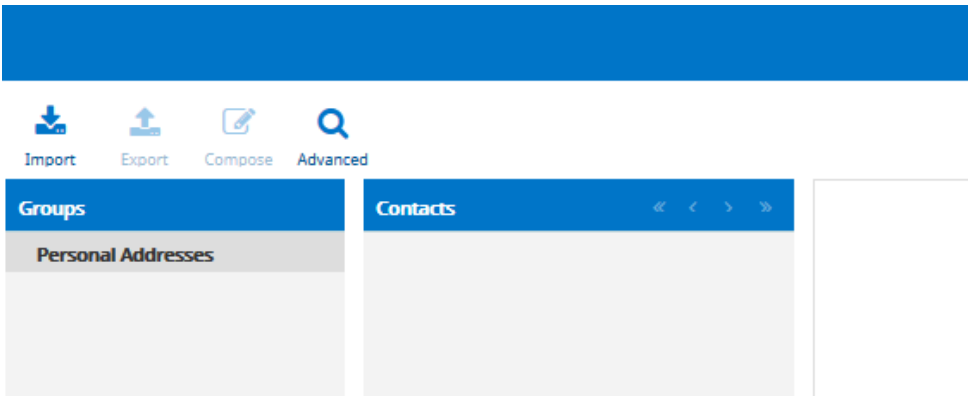 Import Export Compose Advanced
Groups
Contacts
Personal Addresses